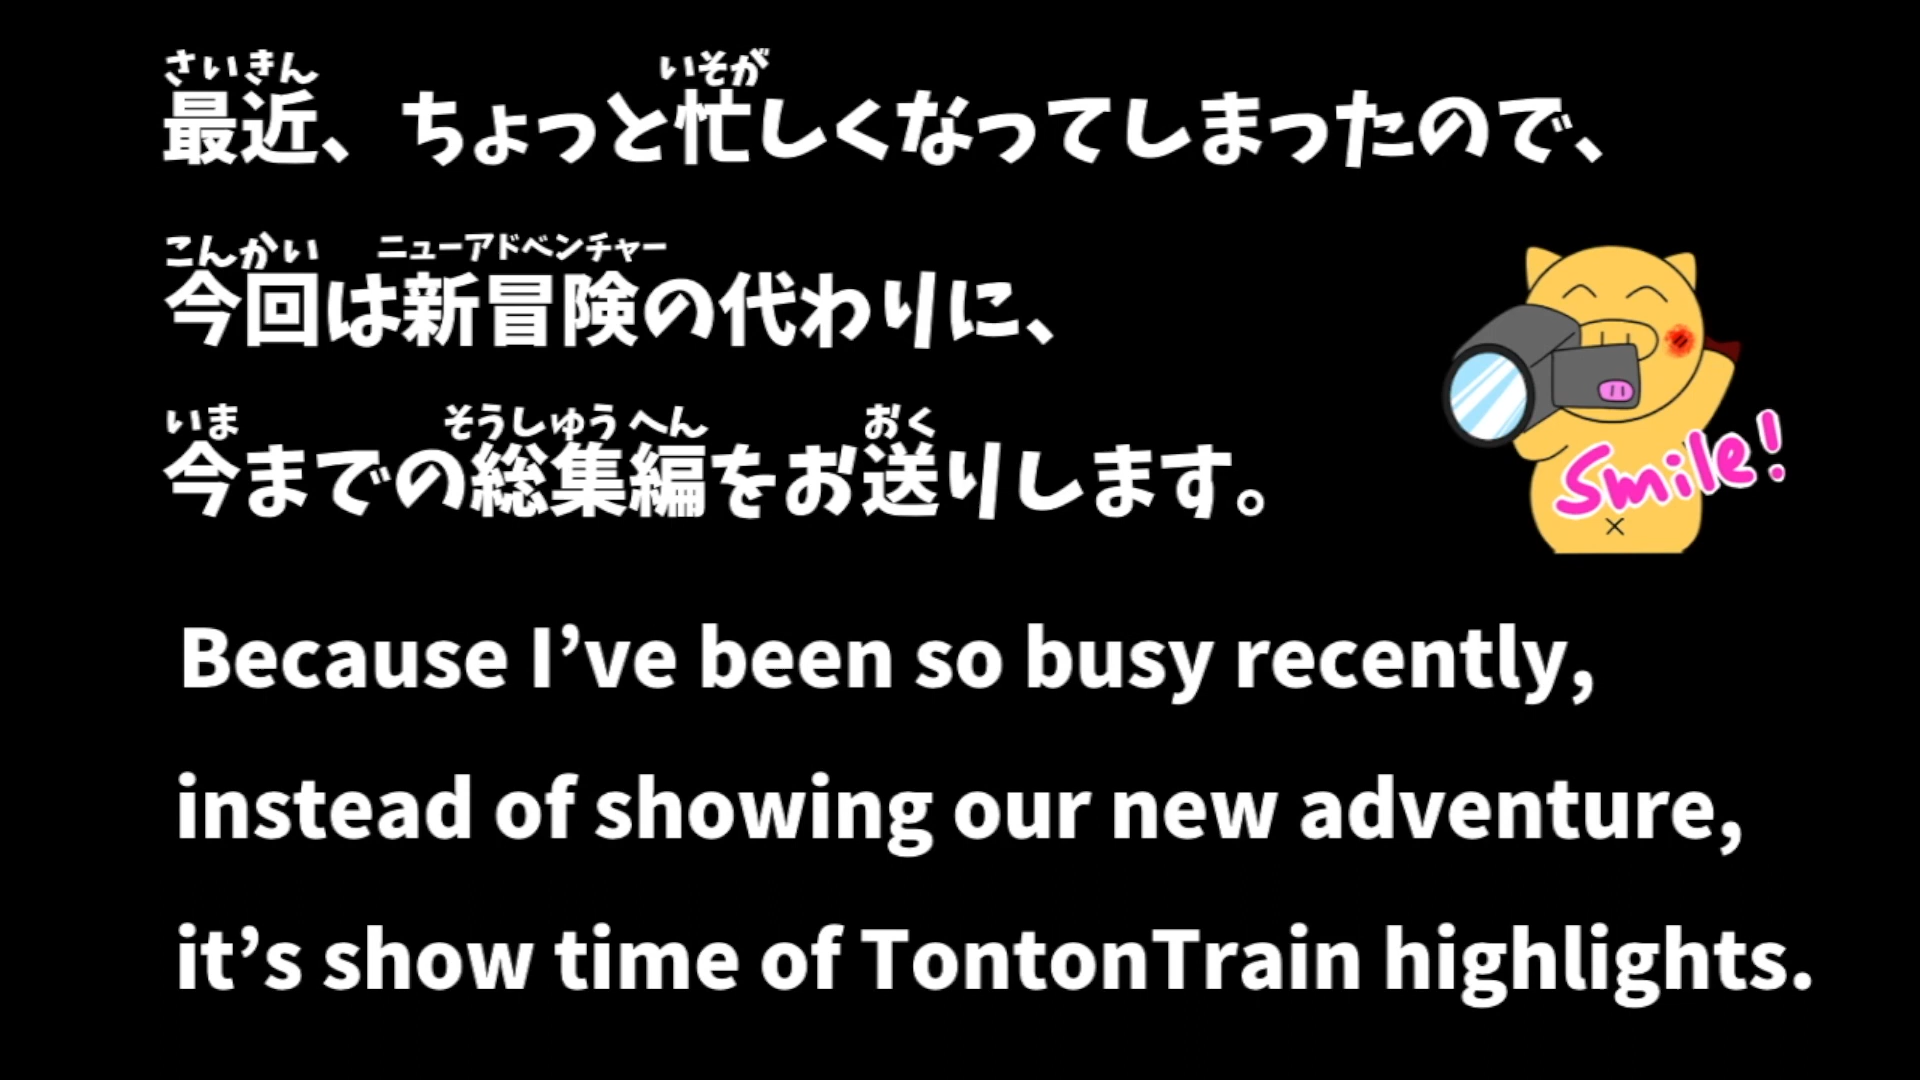 さいきん いそが
最近、ちょっと忙しくなってしまったので、
こんかい ニューアドベンチャー
今回は新冒険の代わりに、
いま そうしゅうへん おく
今までの総集編をお送りします。
Smile!
Because I’ve been so busy recently,
instead of showing our new adventure,
it’s show time of TontonTrain highlights.